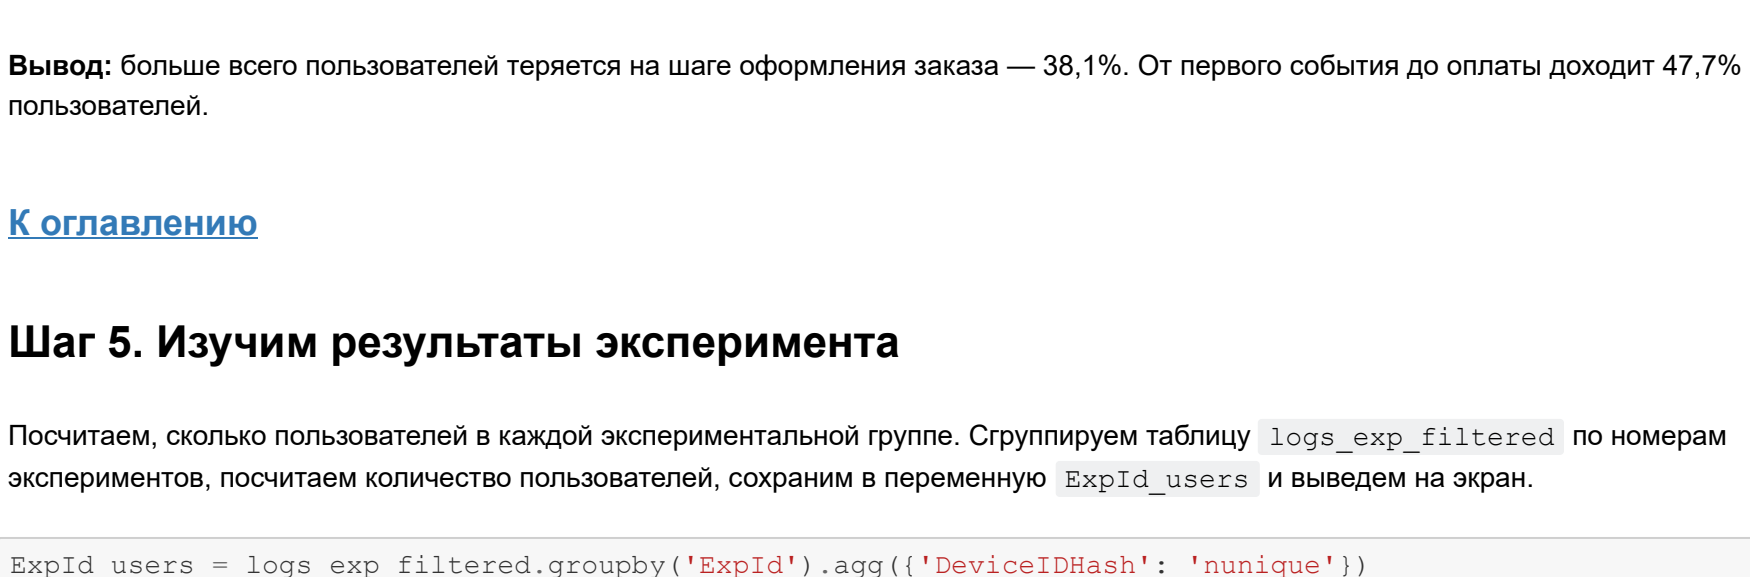 Вывод: больше всего пользователей теряется на шаге оформления заказа — 38,1%. От первого события до оплаты доходит 47,7%
пользователей.
К оглавлению
Шаг 5. Изучим результаты эксперимента
Посчитаем, сколько пользователей в каждой экспериментальной группе. Сгруппируем таблицу logs_exp_filtered по номерам
экспериментов, посчитаем количество пользователей, сохраним в переменную ExpId_users и выведем на экран.
ExpId_users = logs_exp_filtered.groupby('ExpId').agg({'DeviceIDHash': 'nunique'})